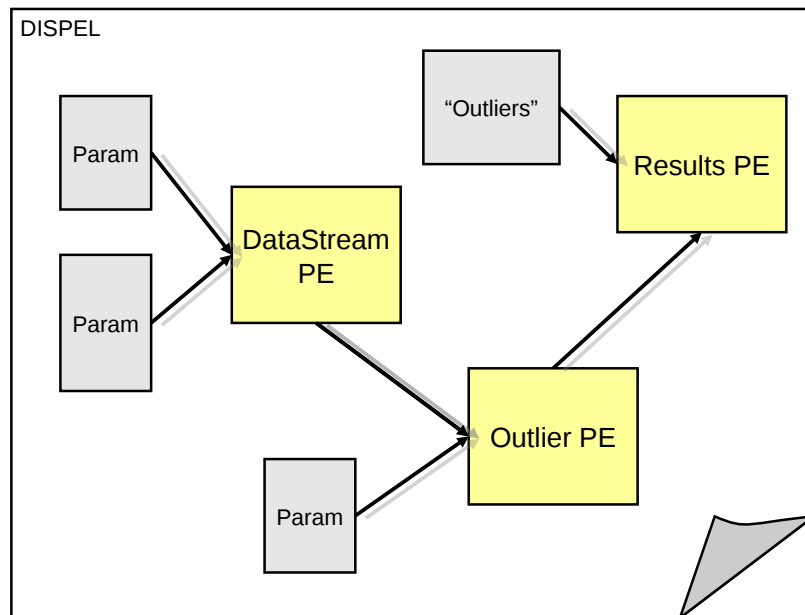 DISPEL
Param
“Outliers”
Results PE
DataStream
PE
Param
Outlier PE
Param